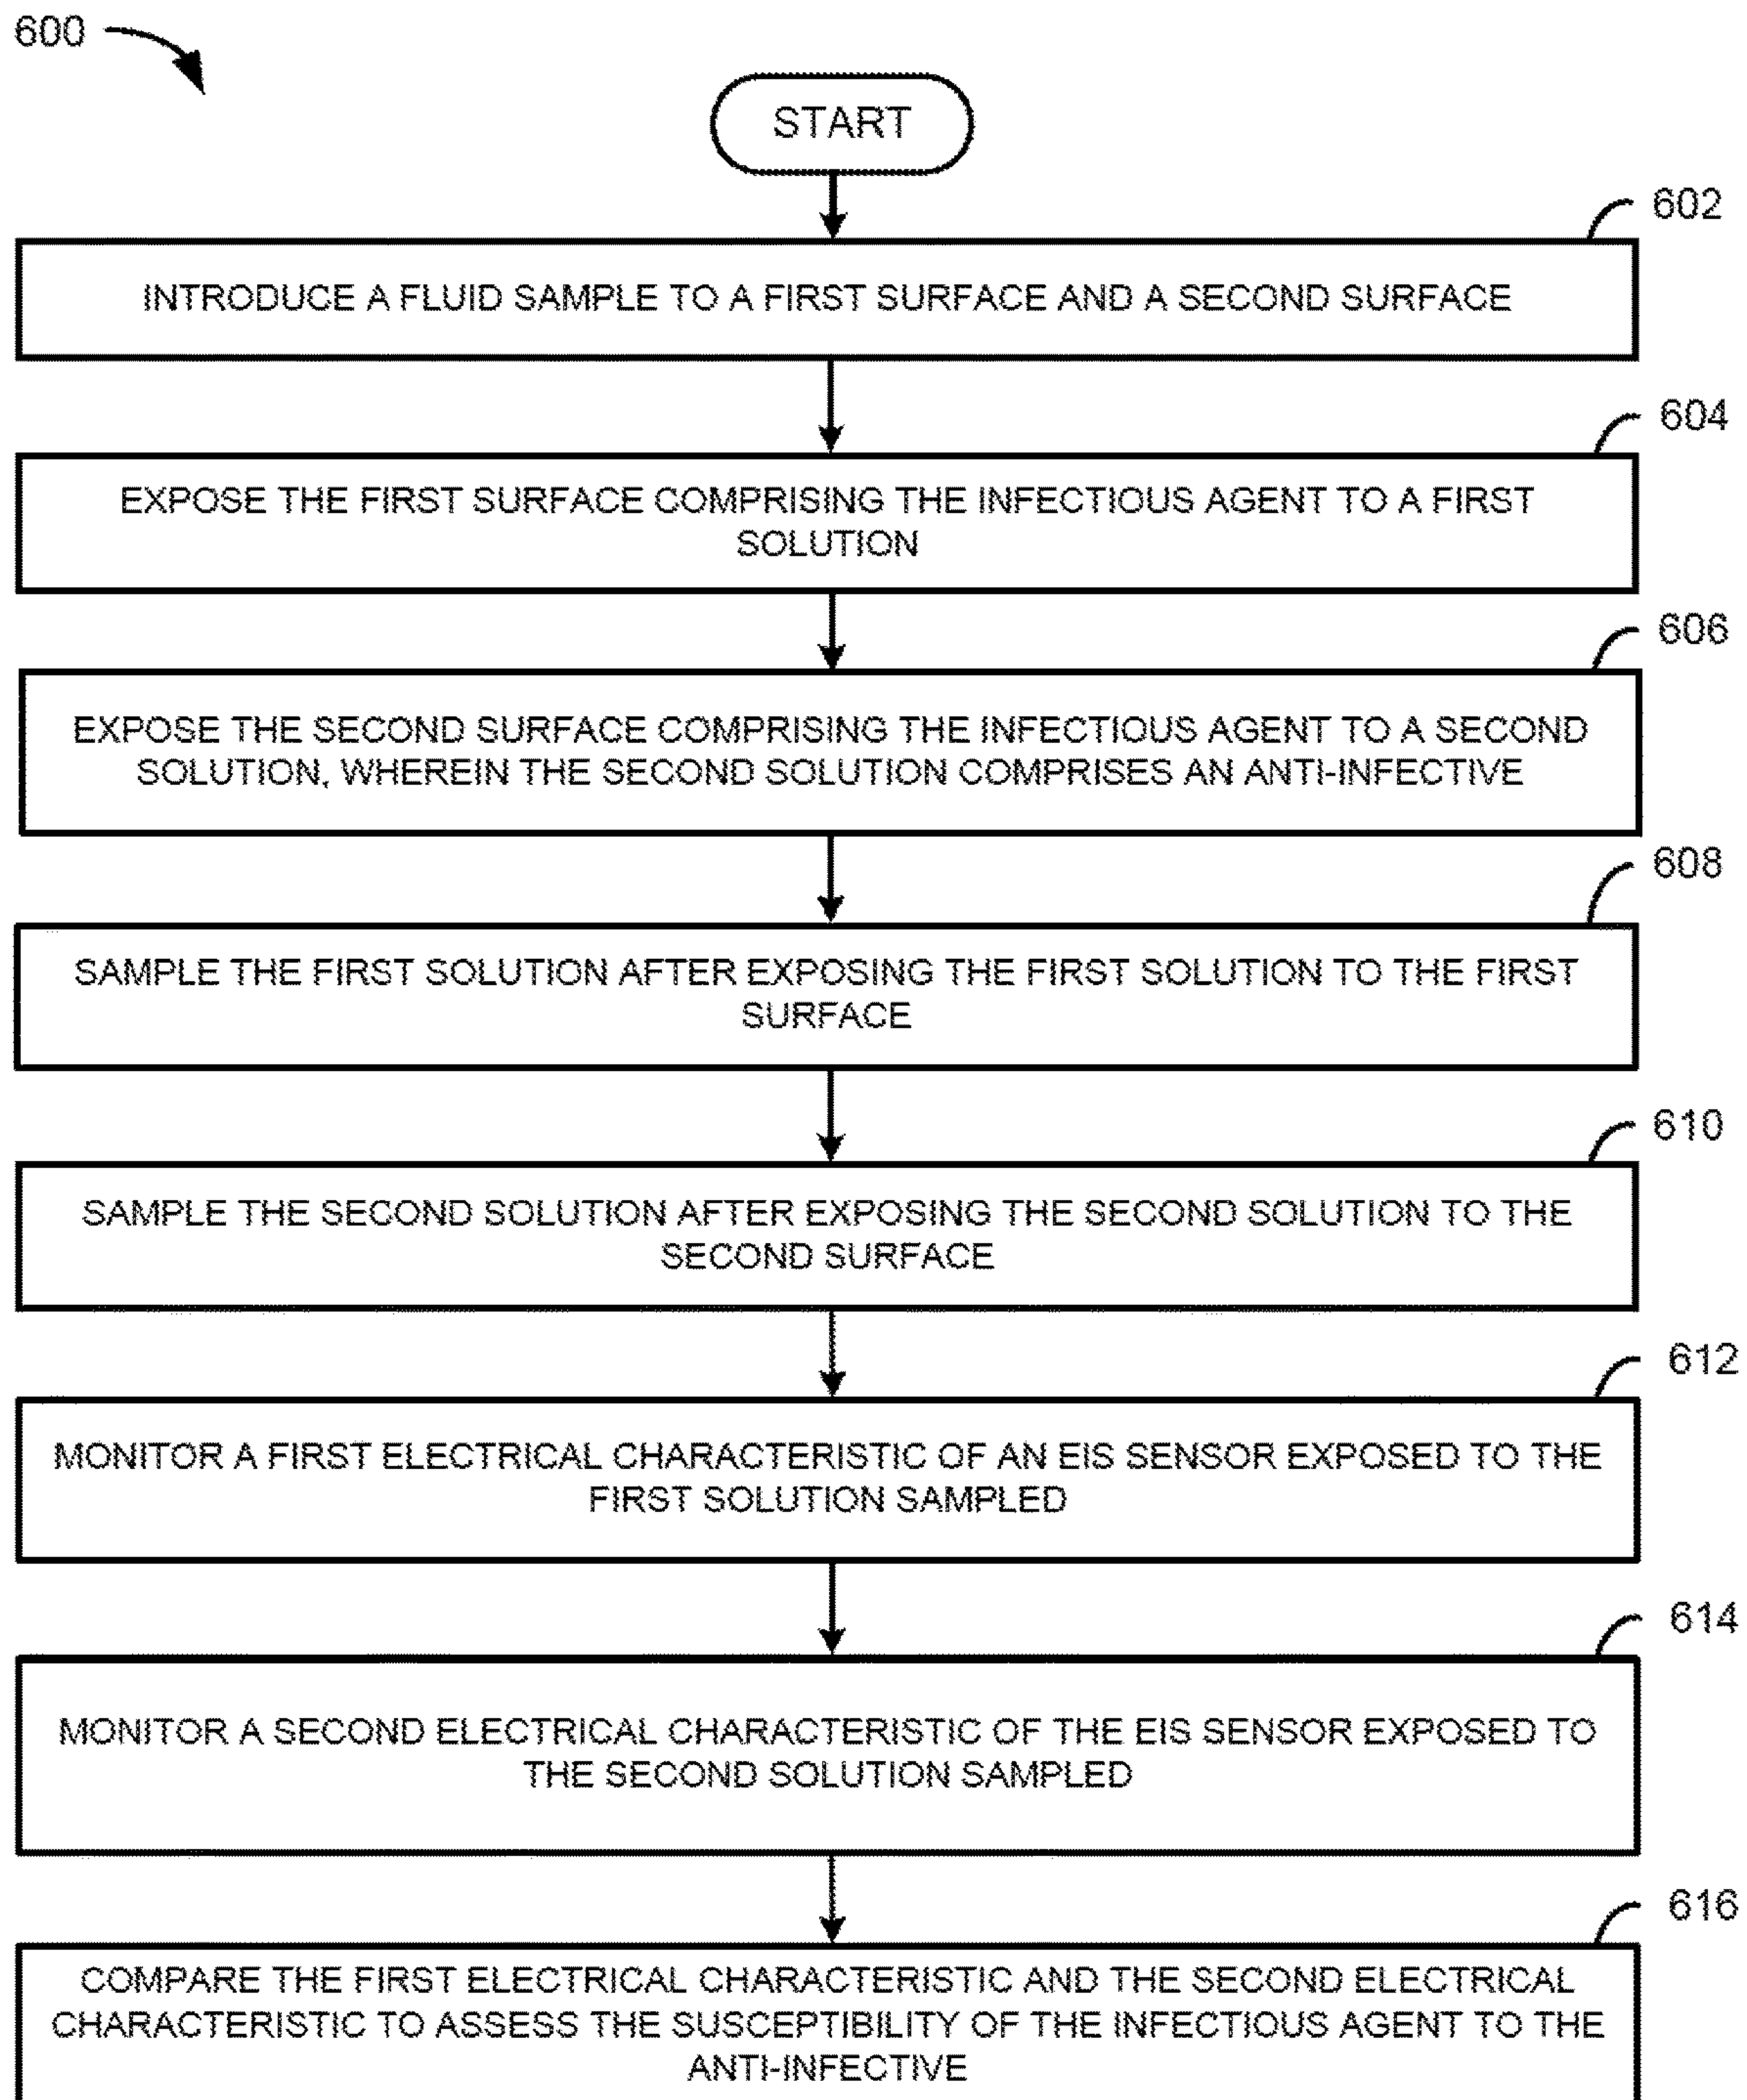 600
START
602
INTRODUCE A FLUID SAMPLE TO A FIRST SURFACE AND A SECOND SURFACE
604
EXPOSE THE FIRST SURFACE COMPRISING THE INFECTIOUS AGENT TO A FIRST
SOLUTION
606
EXPOSE THE SECOND SURFACE COMPRISING THE INFECTIOUS AGENT TO A SECOND
SOLUTION, WHEREIN THE SECOND SOLUTION COMPRISES AN ANTI-INFECTIVE
608
SAMPLE THE FIRST SOLUTION AFTER EXPOSING THE FIRST SOLUTION TO THE FIRST
SURFACE
610
SAMPLE THE SECOND SOLUTION AFTER EXPOSING THE SECOND SOLUTION TO THE
SECOND SURFACE
612
MONITOR A FIRST ELECTRICAL CHARACTERISTIC OF AN EIS SENSOR EXPOSED TO THE
FIRST SOLUTION SAMPLED
614
MONITOR A SECOND ELECTRICAL CHARACTERISTIC OF THE EIS SENSOR EXPOSED TO
THE SECOND SOLUTION SAMPLED
616
COMPARE THE FIRST ELECTRICAL CHARACTERISTIC AND THE SECOND ELECTRICAL
CHARACTERISTIC TO ASSESS THE SUSCEPTIBILITY OF THE INFECTIOUS AGENT TO THE
ANTI-INFECTIVE